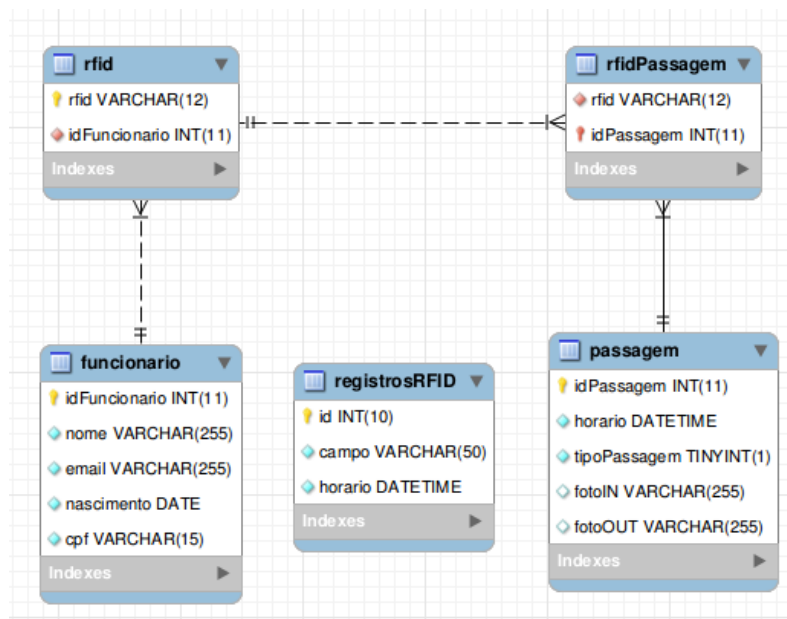 rfid
rfid VARCHAR(12)
idFuncionario INT(11)
Indexes
rfidPassagem
rfid VARCHAR(12)
idPassagem INT(11)
Indexes
funcionario
idFuncionario INT(11)
nome VARCHAR(255)
email VARCHAR(255)
nascimento DATE
cpf VARCHAR(15)
Indexes
registrosRFID
id INT(10)
campo VARCHAR(50)
horario DATETIME
Indexes
passagem
idPassagem INT(11)
horario DATETIME
tipoPassagem TINYINT(1)
fotoIN VARCHAR(255)
fotoOUT VARCHAR(255)
Indexes